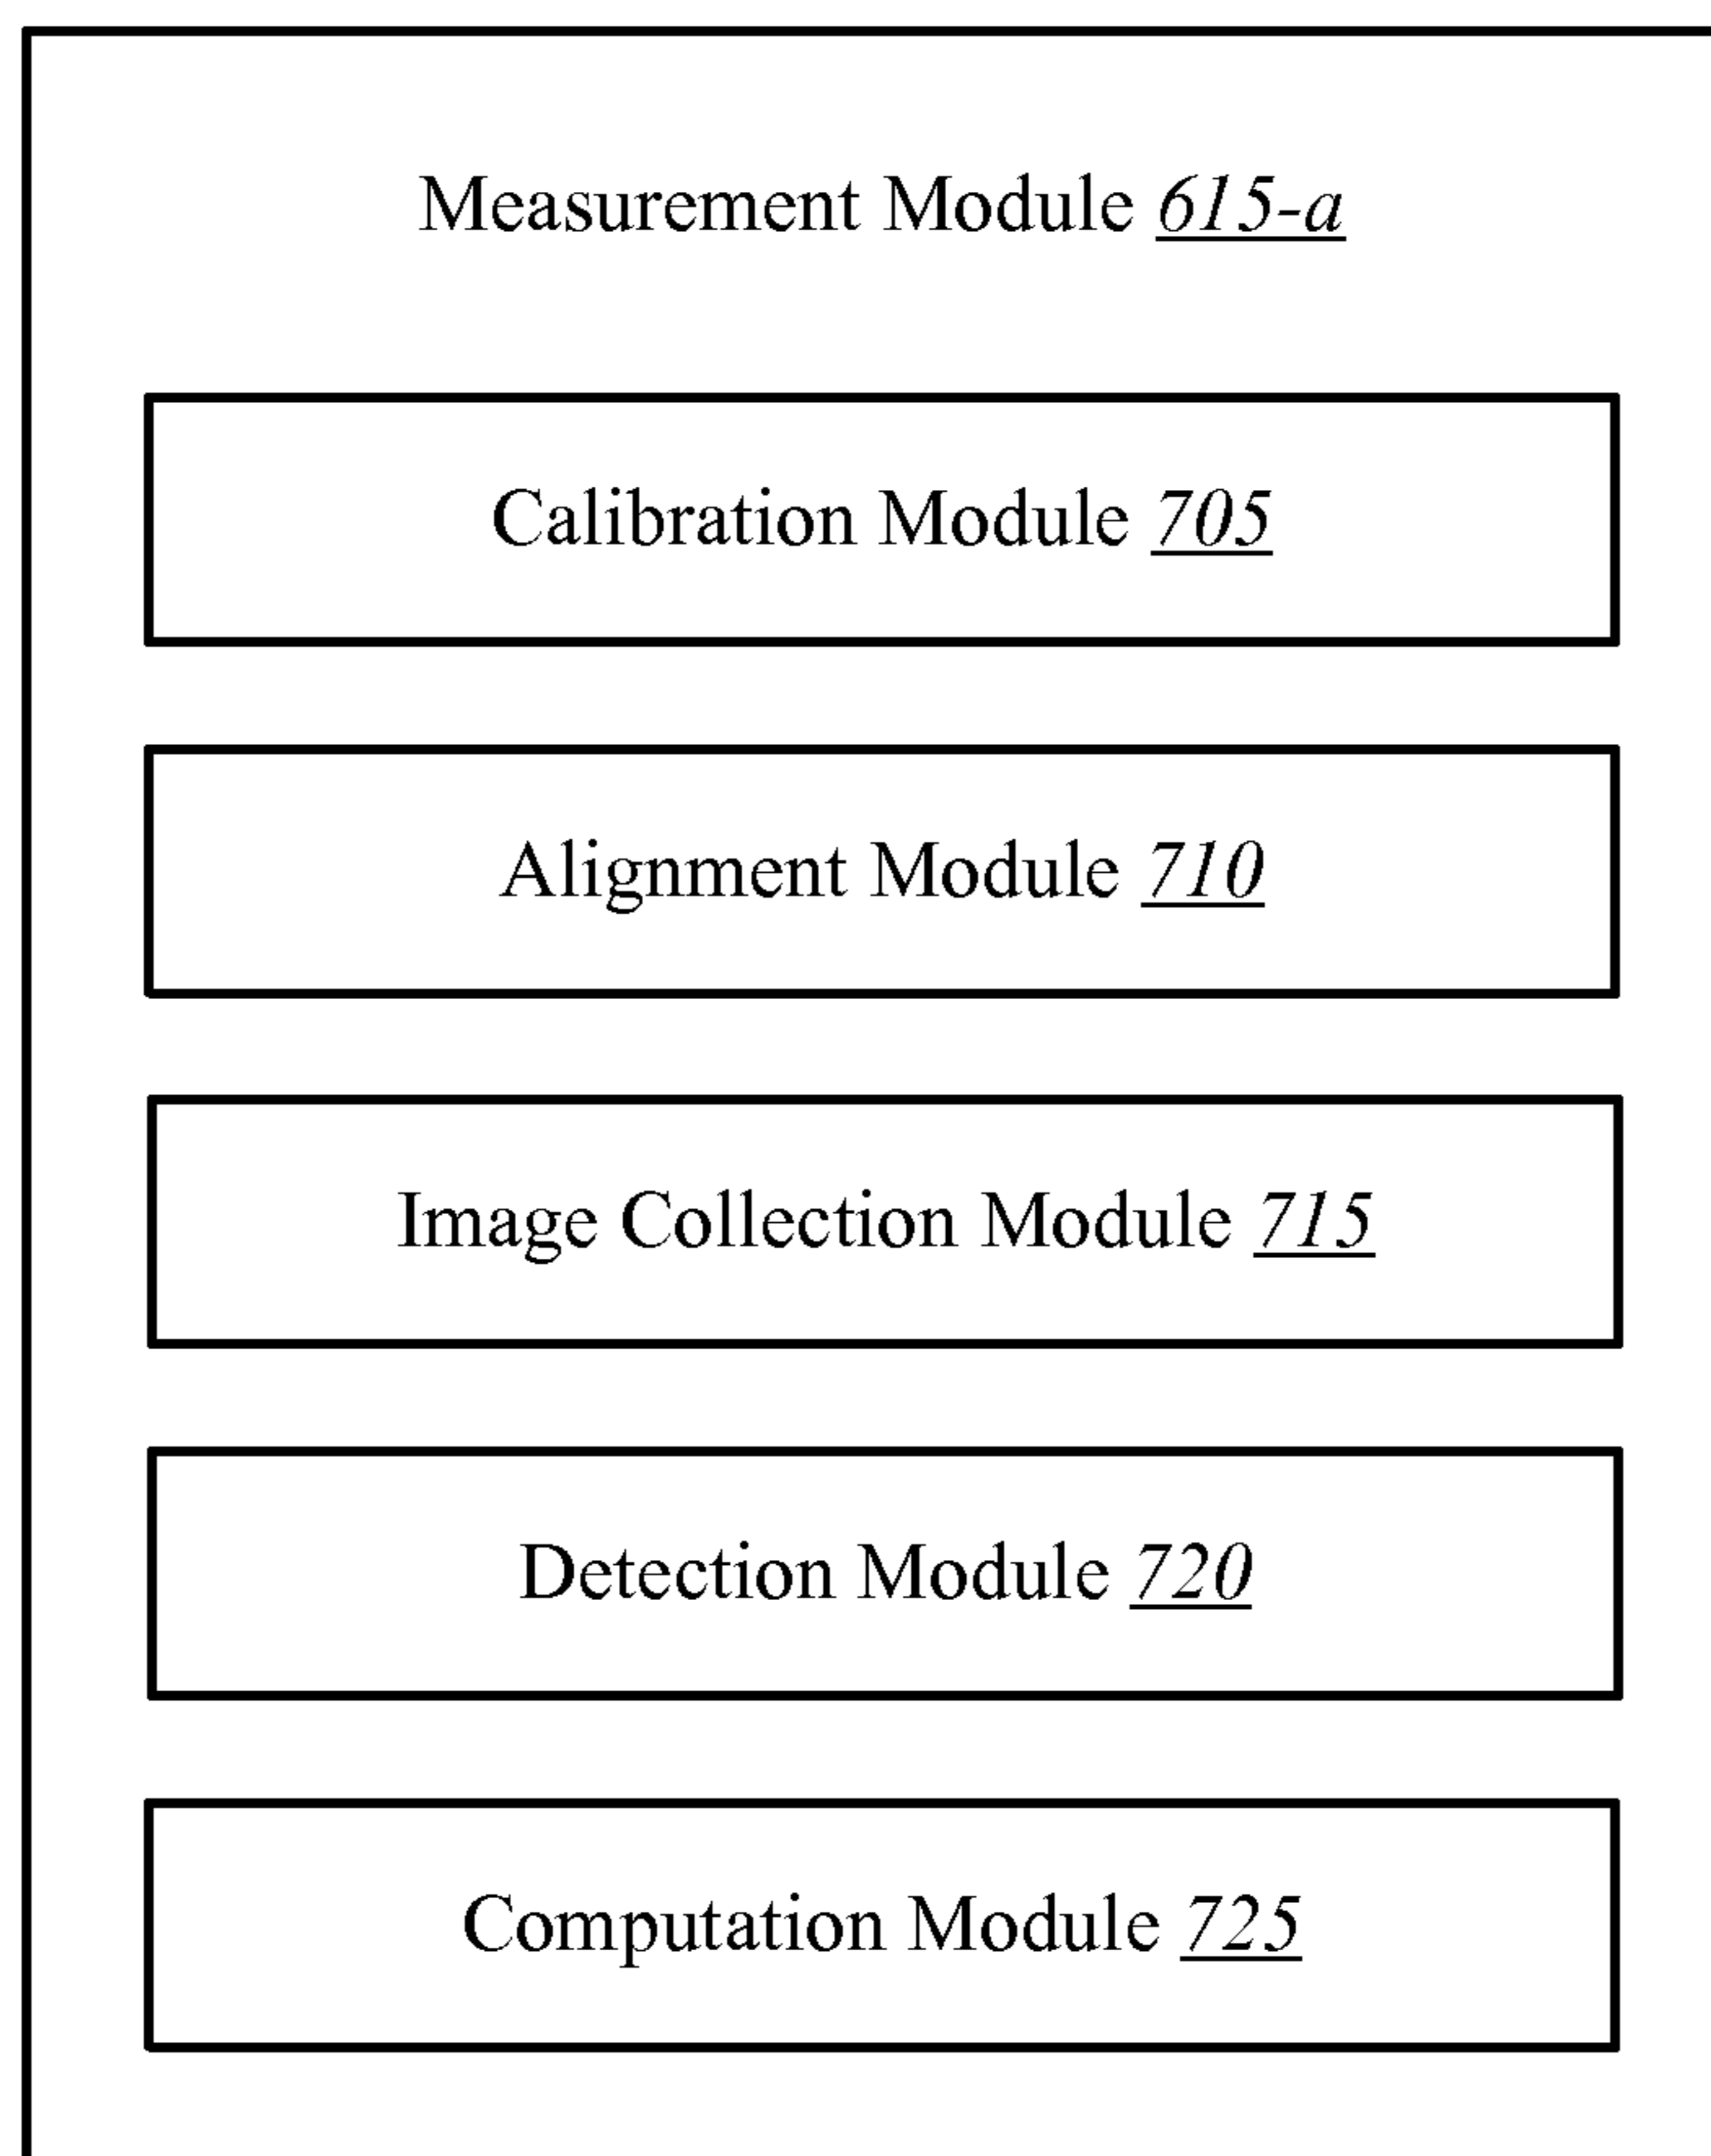 Measurement Module 615-a
Calibration Module 705
Alignment Module 710
Image Collection Module 715
Detection Module 720
Computation Module 725